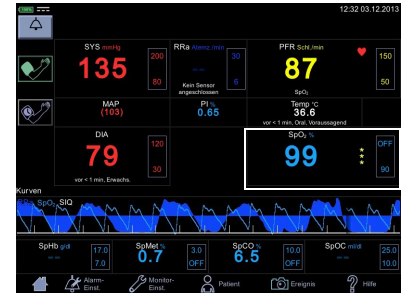 100%
12:32 03.12.2013
SYS mmHg
135
200
80
RRa Atemz./min
--
30
6
Kein Sensor
angeschlossen
PFR Schl./min
87
SpO₂
150
50
MAP
(103)
PI %
0.65
Temp °C
36.6
vor < 1 min, Oral, Voraussagend
DIA
79
120
30
vor < 1 min, Erwachs.
SpO₂ %
99
OFF
90
Kurven
RRa SpO₂ SIQ
SpHb g/dl
--
17.0
7.0
SpMet %
0.7
3.0
OFF
SpCO %
6.5
10.0
OFF
SpOC ml/dl
--
25.0
10.0
Alarm-
Einst.
Monitor-
Einst.
Patient
Ereignis
Hilfe